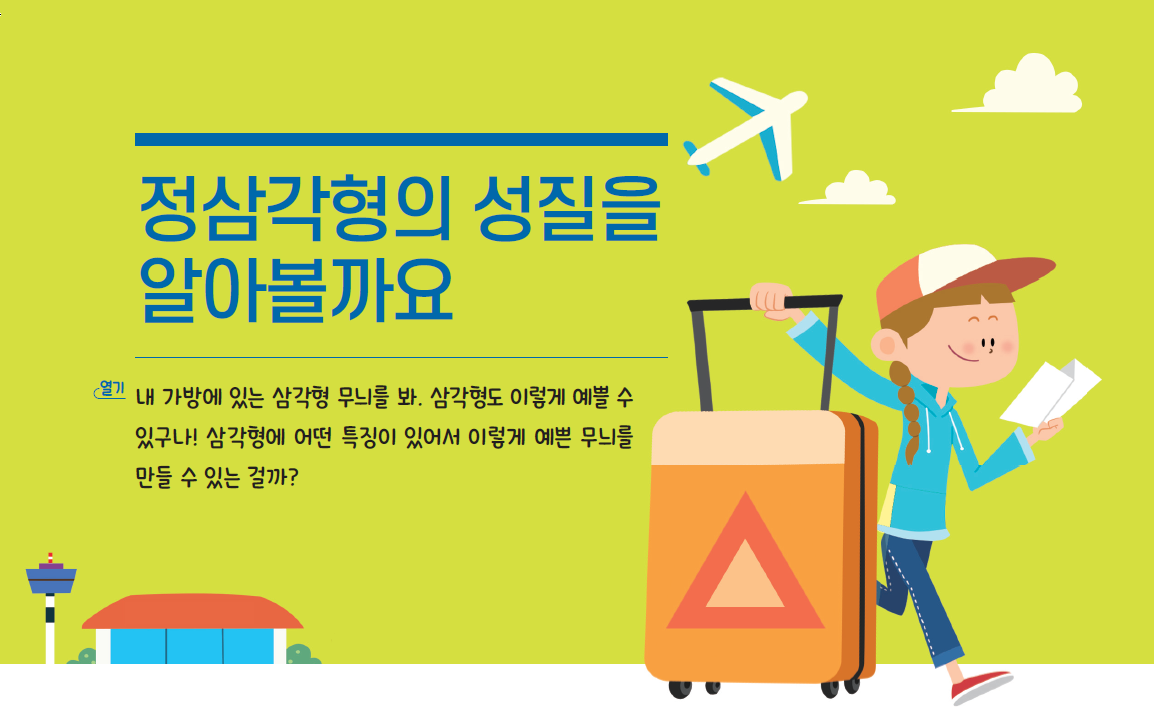 정삼각형의 성질을
알아볼까요
열기
내 가방에 있는 삼각형 무늬를 봐. 삼각형도 이렇게 예쁠 수
있구나! 삼각형에 어떤 특징이 있어서 이렇게 예쁜 무늬를
만들 수 있는 걸까?